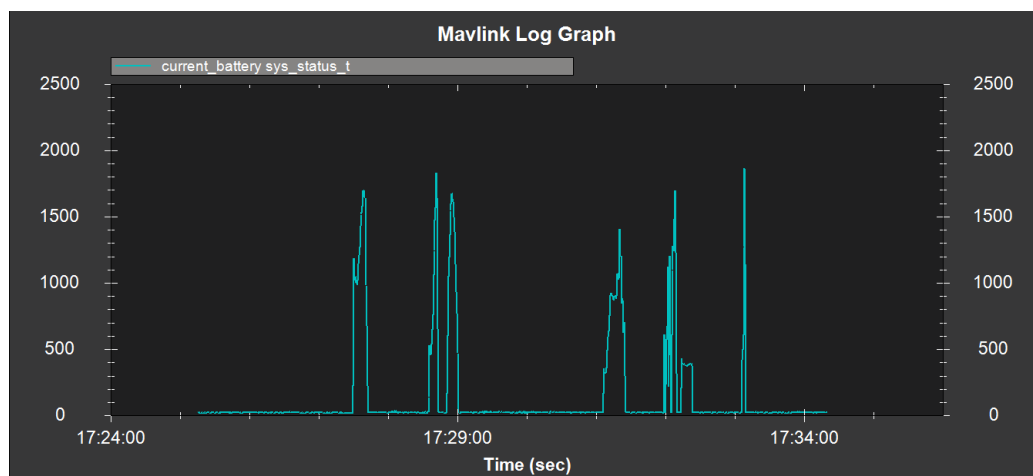 Mavlink Log Graph
current_battery sys_status_t
2500 2500
2000 2000
1500 1500
1000 1000
500 500
0 0
17:24:00 17:29:00 17:34:00
Time (sec)